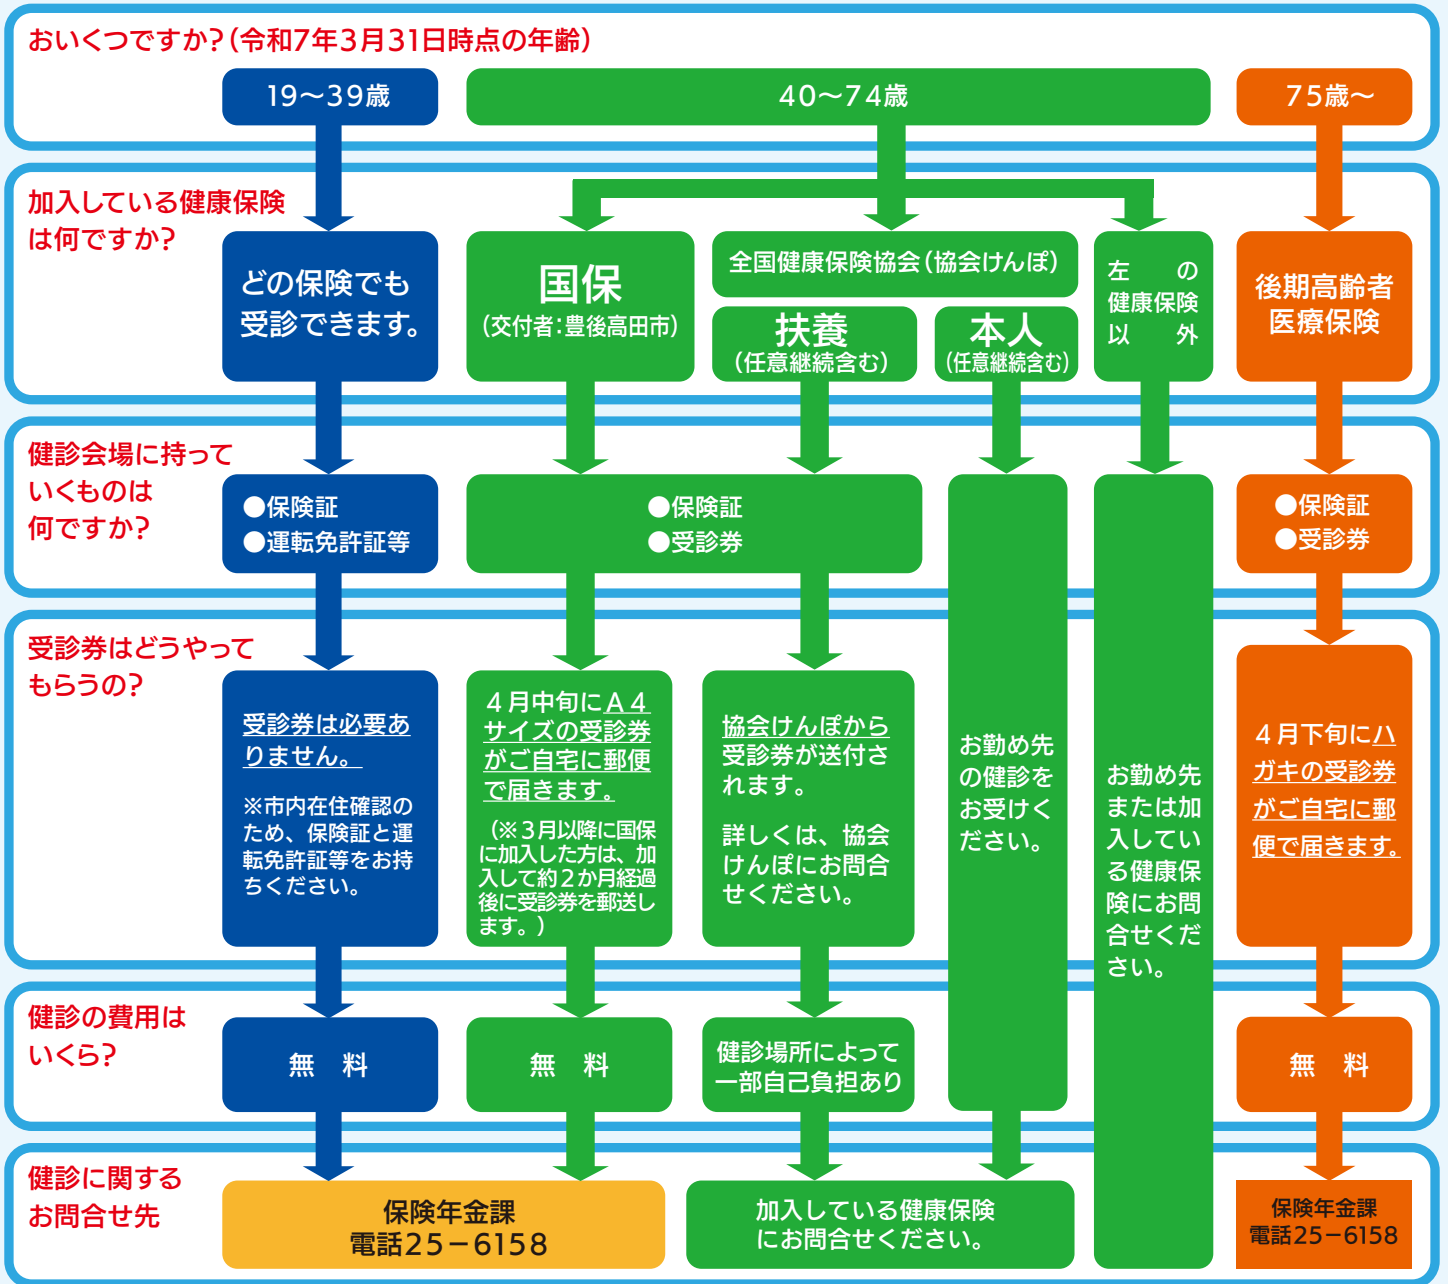 おいくつですか？（令和7年3月31日時点の年齢）
19〜39歳
40〜74歳
75歳〜
加入している健康保険
は何ですか？
どの保険でも
受診できます。
国保
（交付者：豊後高田市）
全国健康保険協会（協会けんぽ）
扶養
（任意継続含む）
本人
（任意継続含む）
左　の
健康保険
以　外
後期高齢者
医療保険
健診会場に持って
いくものは
何ですか？
●保険証
●運転免許証等
●保険証
●受診券
●保険証
●受診券
受診券はどうやって
もらうの？
受診券は必要あ
りません。
※市内在住確認の
ため、保険証と運
転免許証等をお持
ちください。
４月中旬にＡ４
サイズの受診券
がご自宅に郵便
で届きます。
（※３月以降に国保
に加入した方は、加
入して約２か月経過
後に受診券を郵送し
ます。）
協会けんぽから
受診券が送付さ
れます。
詳しくは、協会
けんぽにお問合
せください。
お勤め先
の健診を
お受けく
ださい。
お勤め先
または加
入してい
る健康保
険にお問
合せくだ
さい。
４月下旬にハ
ガキの受診券
がご自宅に郵
便で届きます。
健診の費用は
いくら？
無　料
無　料
健診場所によって
一部自己負担あり
無　料
健診に関する
お問合せ先
保険年金課
電話25−6158
加入している健康保険
にお問合せください。
保険年金課
電話25−6158